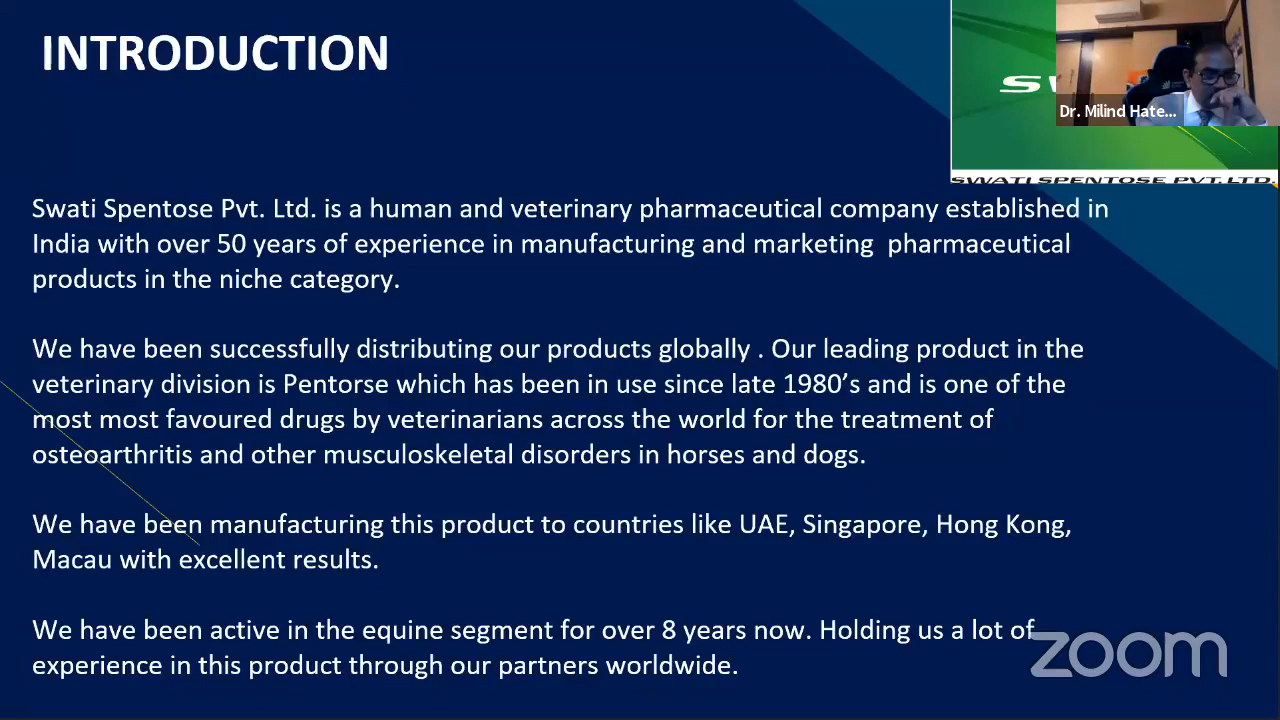 INTRODUCTION
Dr. Milind Hate...
SWATI SPENTOSE PVT. LTD.
Swati Spentose Pvt. Ltd. is a human and veterinary pharmaceutical company established in
India with over 50 years of experience in manufacturing and marketing  pharmaceutical
products in the niche category.
We have been successfully distributing our products globally . Our leading product in the
veterinary division is Pentorse which has been in use since late 1980’s and is one of the
most most favoured drugs by veterinarians across the world for the treatment of
osteoarthritis and other musculoskeletal disorders in horses and dogs.
We have been manufacturing this product to countries like UAE, Singapore, Hong Kong,
Macau with excellent results.
We have been active in the equine segment for over 8 years now. Holding us a lot of
experience in this product through our partners worldwide.
zoom